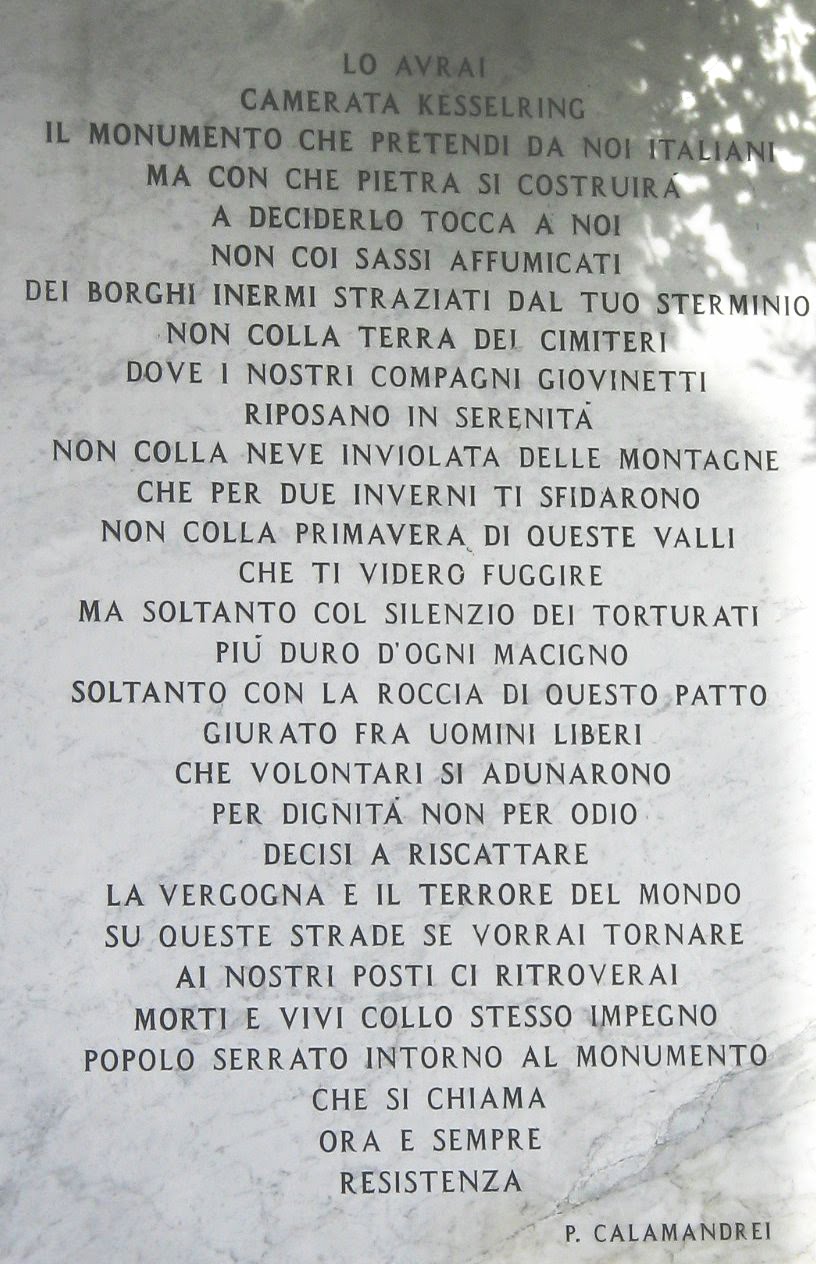 LO AVRAI
CAMERATA KESSELRING
IL MONUMENTO CHE PRETENDI DA NOI ITALIANI
MA CON CHE PIETRA SI COSTRUIRÁ
A DECIDERLO TOCCA A NOI
NON COI SASSI AFFUMICATI
DEI BORGHI INERMI STRAZIATI DAL TUO STERMINIO
NON COLLA TERRA DEI CIMITERI
DOVE I NOSTRI COMPAGNI GIOVINETTI
RIPOSANO IN SERENITÁ
NON COLLA NEVE INVIOLATA DELLE MONTAGNE
CHE PER DUE INVERNI TI SFIDARONO
NON COLLA PRIMAVERA DI QUESTE VALLI
CHE TI VIDERO FUGGIRE
MA SOLTANTO COL SILENZIO DEI TORTURATI
PIÚ DURO D'OGNI MACIGNO
SOLTANTO CON LA ROCCIA DI QUESTO PATTO
GIURATO FRA UOMINI LIBERI
CHE VOLONTARI SI ADUNARONO
PER DIGNITÁ NON PER ODIO
DECISI A RISCATTARE
LA VERGOGNA E IL TERRORE DEL MONDO
SU QUESTE STRADE SE VORRAI TORNARE
AI NOSTRI POSTI CI RITROVERAI
MORTI E VIVI COLLO STESSO IMPEGNO
POPOLO SERRATO INTORNO AL MONUMENTO
CHE SI CHIAMA
ORA E SEMPRE
RESISTENZA
P. CALAMANDREI